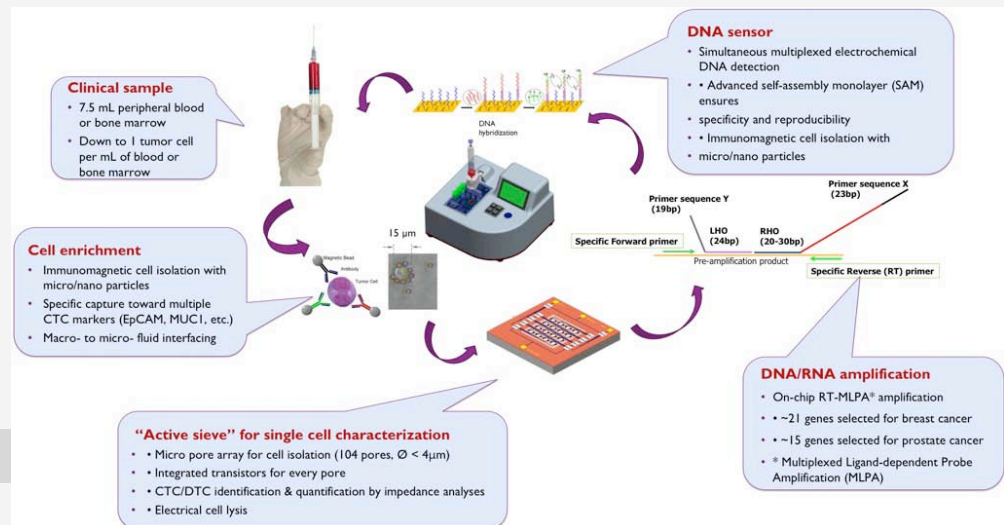 Clinical sample
• 7.5 mL peripheral blood
or bone marrow
• Down to 1 tumor cell
per mL of blood or
bone marrow
DNA sensor
• Simultaneous multiplexed electrochemical
DNA detection
• • Advanced self-assembly monolayer (SAM)
ensures
• specificity and reproducibility
• • Immunomagnetic cell isolation with
• micro/nano particles
DNA
hybridization
Primer sequence X
(23bp)
Primer sequence Y
(19bp)
LHO
(24bp)
RHO
(20-30bp)
Specific Forward primer
Pre-amplification product
Specific Reverse (RT) primer
15 µm
Magnetic Bead
Antibody
Tumor Cell
Cell enrichment
• Immunomagnetic cell isolation with
micro/nano particles
• Specific capture toward multiple
CTC markers (EpCAM, MUC1, etc.)
• Macro- to micro- fluid interfacing
DNA/RNA amplification
• On-chip RT-MLPA* amplification
• • ~21 genes selected for breast cancer
• • ~15 genes selected for prostate cancer
• * Multiplexed Ligand-dependent Probe
Amplification (MLPA)
“Active sieve” for single cell characterization
• • Micro pore array for cell isolation (104 pores, Ø < 4µm)
• • Integrated transistors for every pore
• • CTC/DTC identification & quantification by impedance analyses
• • Electrical cell lysis